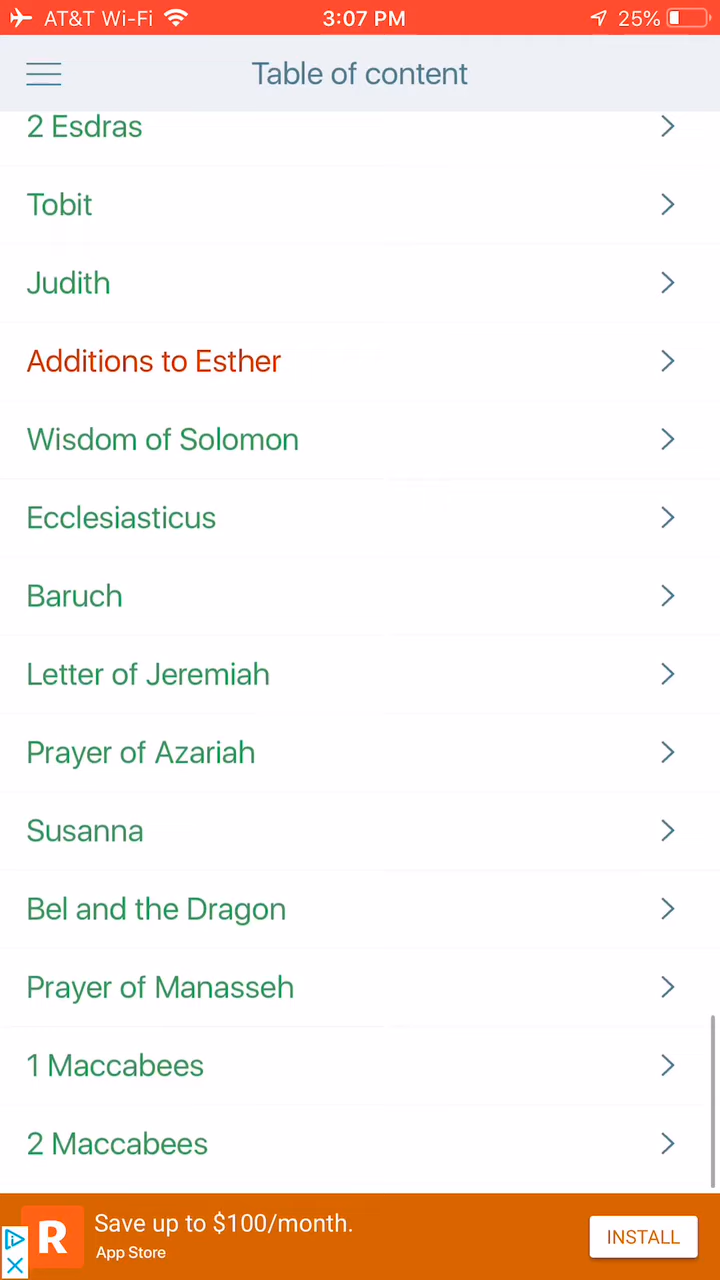 AT&T Wi-Fi 3:07 PM 25%
Table of content
2 Esdras
Tobit
Judith
Additions to Esther
Wisdom of Solomon
Ecclesiasticus
Baruch
Letter of Jeremiah
Prayer of Azariah
Susanna
Bel and the Dragon
Prayer of Manasseh
1 Maccabees
2 Maccabees
R
Save up to $100/month.
App Store
INSTALL